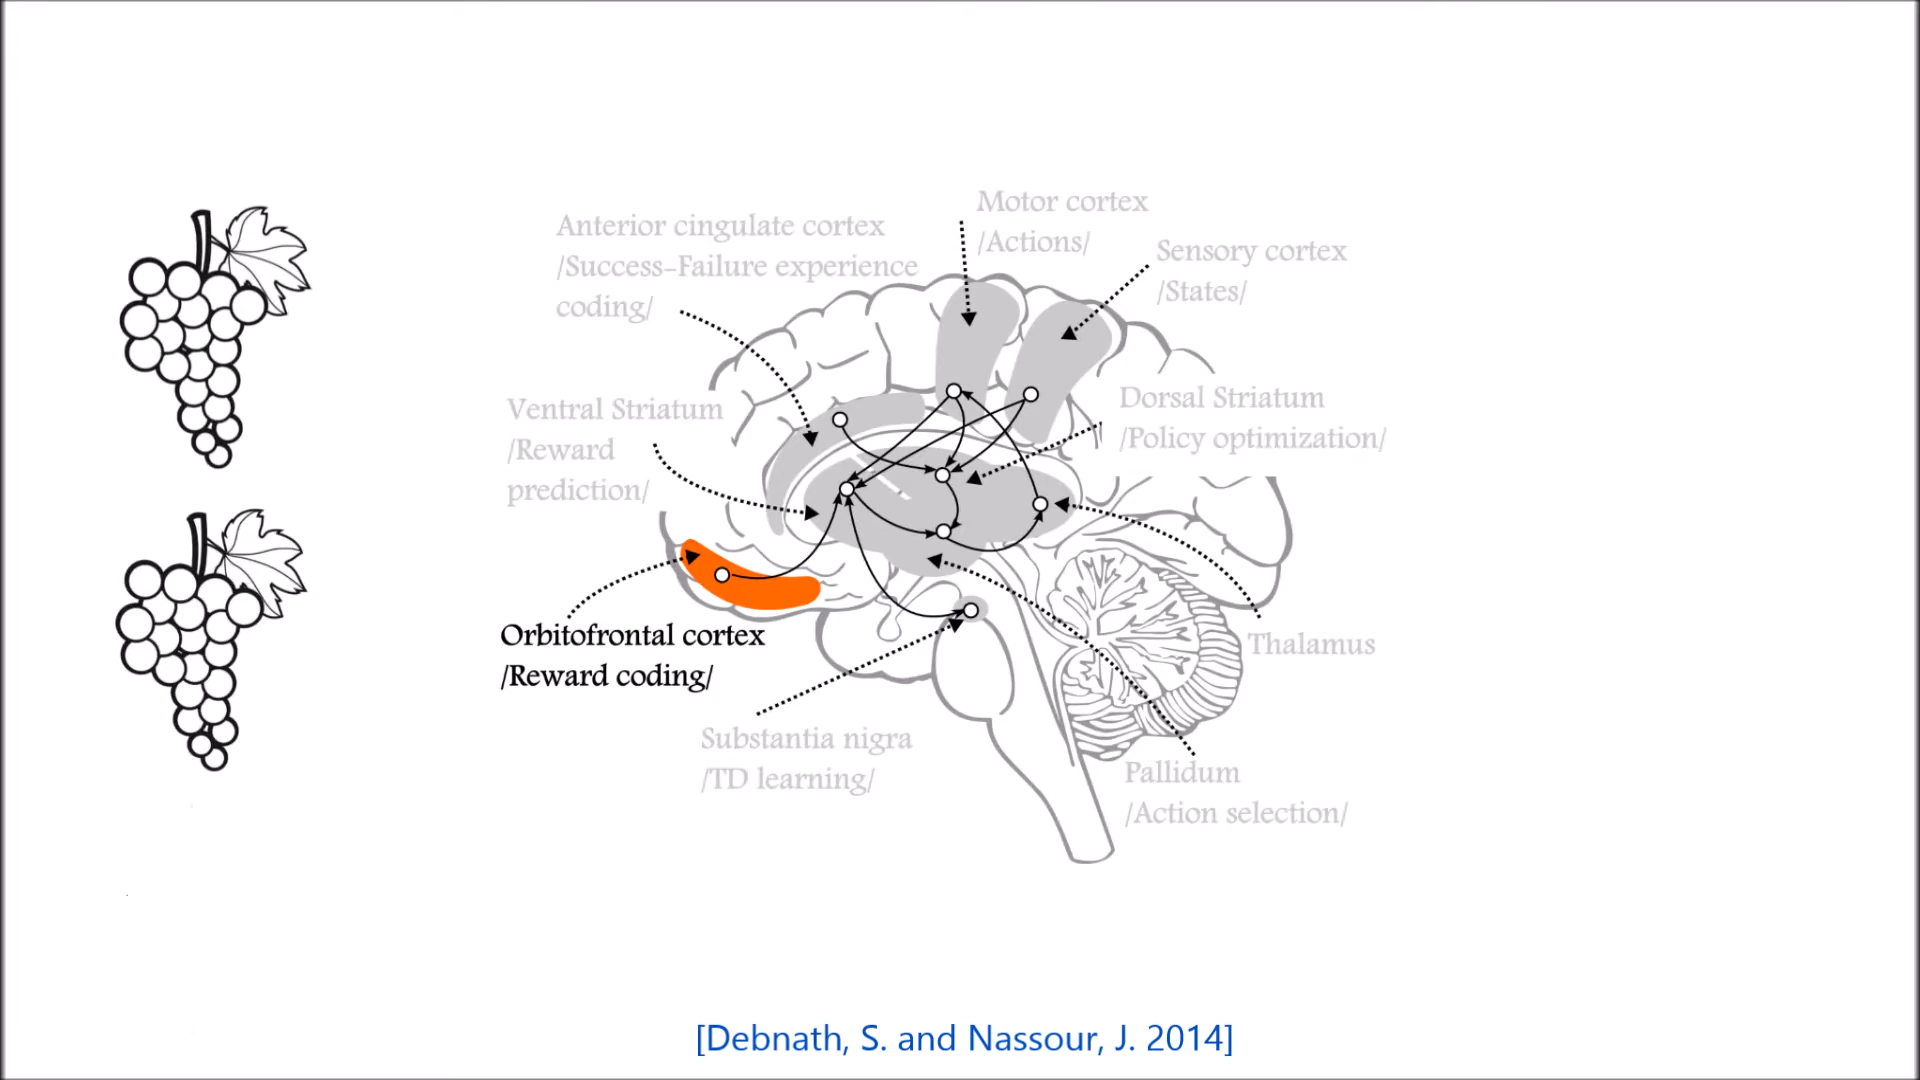 Motor cortex
/Actions/
Anterior cingulate cortex
/Success-Failure experience
coding/
Sensory cortex
/States/
Ventral Striatum
/Reward
prediction/
Dorsal Striatum
/Policy optimization/
Orbitofrontal cortex
/Reward coding/
Thalamus
Substantia nigra
/TD learning/
Pallidum
/Action selection/
[Debnath, S. and Nassour, J. 2014]